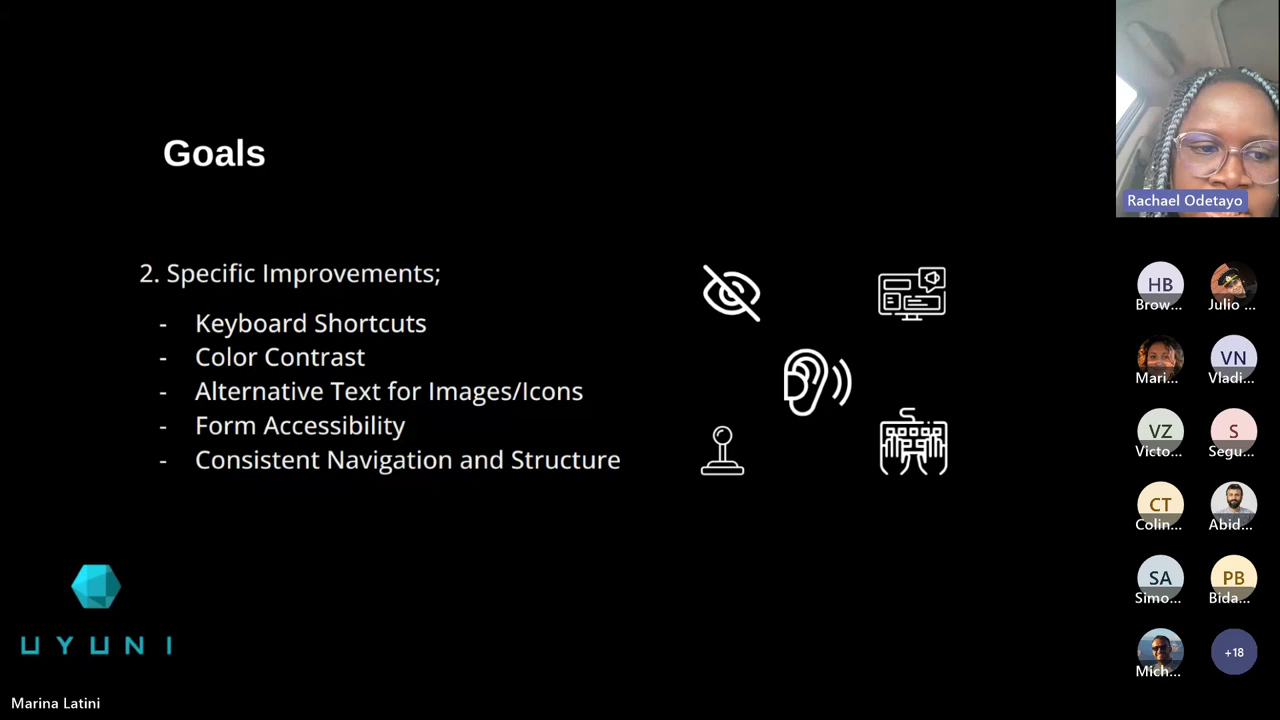 Goals
2. Specific Improvements;
- Keyboard Shortcuts
- Color Contrast
- Alternative Text for Images/Icons
- Form Accessibility
- Consistent Navigation and Structure
UYUNI
Marina Latini
Rachael Odetayo
HB
Brow...
Julio ...
Mari...
VN
Vladi...
VZ
Victo...
S
Segu...
CT
Colin...
Abid...
SA
Simo...
PB
Bida...
Mich...
+18